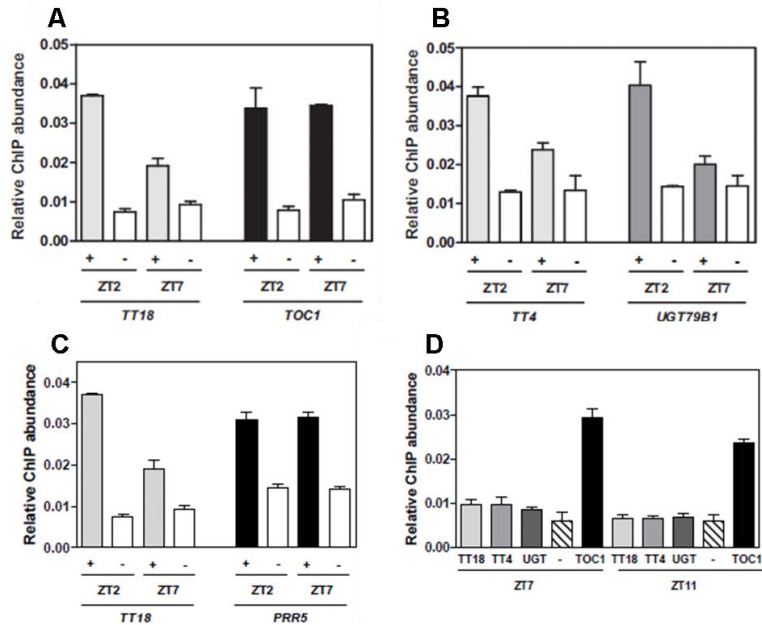 A
Relative ChIP abundance
0.05
0.04
0.03
0.02
0.01
0.00
+ - + - + - + -
ZT2 ZT7 ZT2 ZT7
TT18 TOC1
B
Relative ChIP abundance
0.05
0.04
0.03
0.02
0.01
0.00
+ - + - + - + -
ZT2 ZT7 ZT2 ZT7
TT4 UGT79B1
C
Relative ChIP abundance
0.04
0.03
0.02
0.01
0.00
+ - + - + - + -
ZT2 ZT7 ZT2 ZT7
TT18 PRR5
D
Relative ChIP abundance
0.04
0.03
0.02
0.01
0.00
TT18 TT4 UGT - TOC1 TT18 TT4 UGT - TOC1
ZT7 ZT11